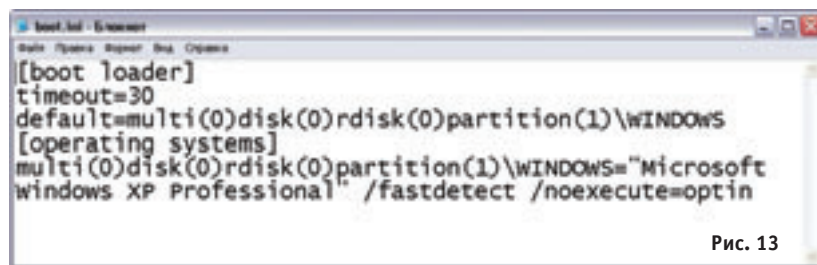 boot.ini - Блокнот
Файл Правка Формат Вид Справка
[boot loader]
timeout=30
default=multi(0)disk(0)rdisk(0)partition(1)\WINDOWS
[operating systems]
multi(0)disk(0)rdisk(0)partition(1)\WINDOWS="Microsoft
Windows XP Professional" /fastdetect /noexecute=optin
Рис. 13